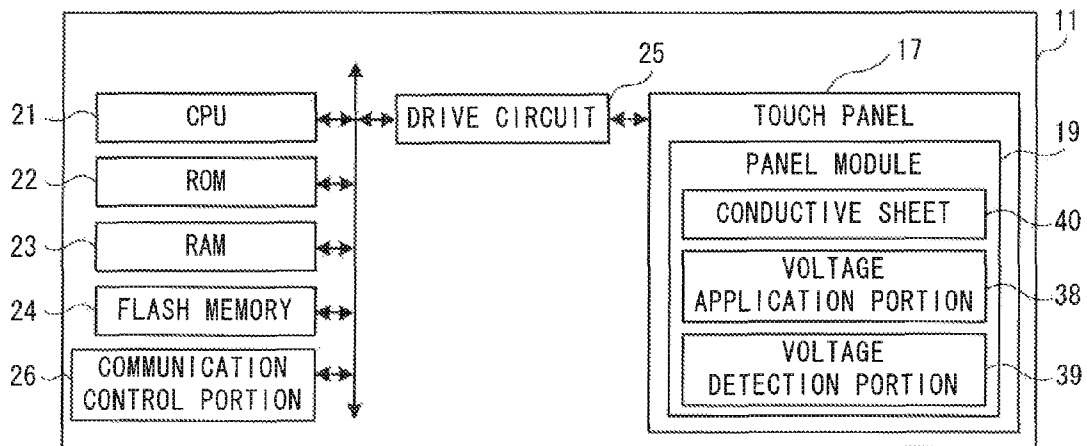 11
17
25
21
CPU
DRIVE CIRCUIT
TOUCH PANEL
19
PANEL MODULE
22
ROM
CONDUCTIVE SHEET
40
23
RAM
VOLTAGE
APPLICATION PORTION
38
24
FLASH MEMORY
VOLTAGE
DETECTION PORTION
39
26
COMMUNICATION
CONTROL PORTION